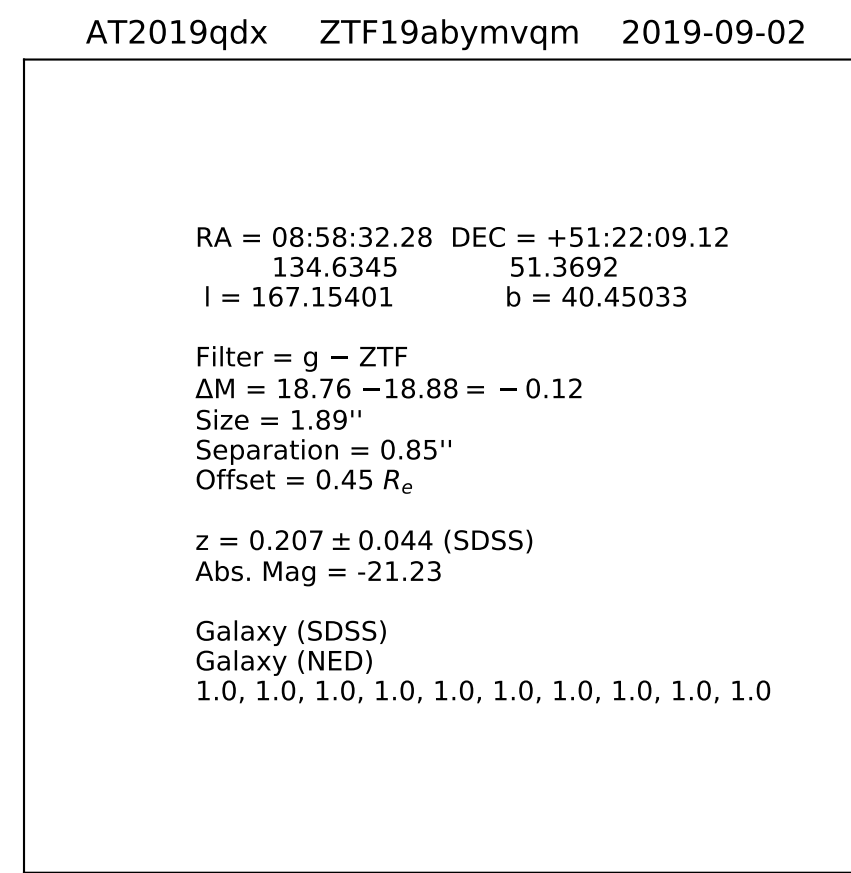 AT2019qdx ZTF19abymvqm 2019-09-02
RA = 08:58:32.28 DEC = +51:22:09.12
134.6345 51.3692
l = 167.15401 b = 40.45033
Filter = g − ZTF
ΔM = 18.76 −18.88 = − 0.12
Size = 1.89''
Separation = 0.85''
Offset = 0.45 Re
z = 0.207 ± 0.044 (SDSS)
Abs. Mag = -21.23
Galaxy (SDSS)
Galaxy (NED)
1.0, 1.0, 1.0, 1.0, 1.0, 1.0, 1.0, 1.0, 1.0, 1.0